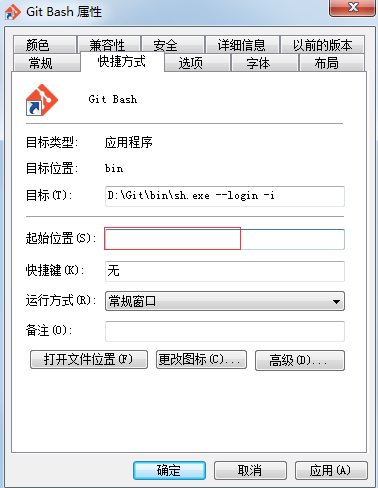 Git Bash 属性
颜色 兼容性 安全 详细信息 以前的版本
常规 快捷方式 选项 字体 布局
Git Bash
目标类型: 应用程序
目标位置: bin
目标(T): D:\Git\bin\sh.exe --login -i
起始位置(S):
快捷键(K): 无
运行方式(R): 常规窗口
备注(O):
打开文件位置(F) 更改图标(C)... 高级(D)...
确定 取消 应用(A)